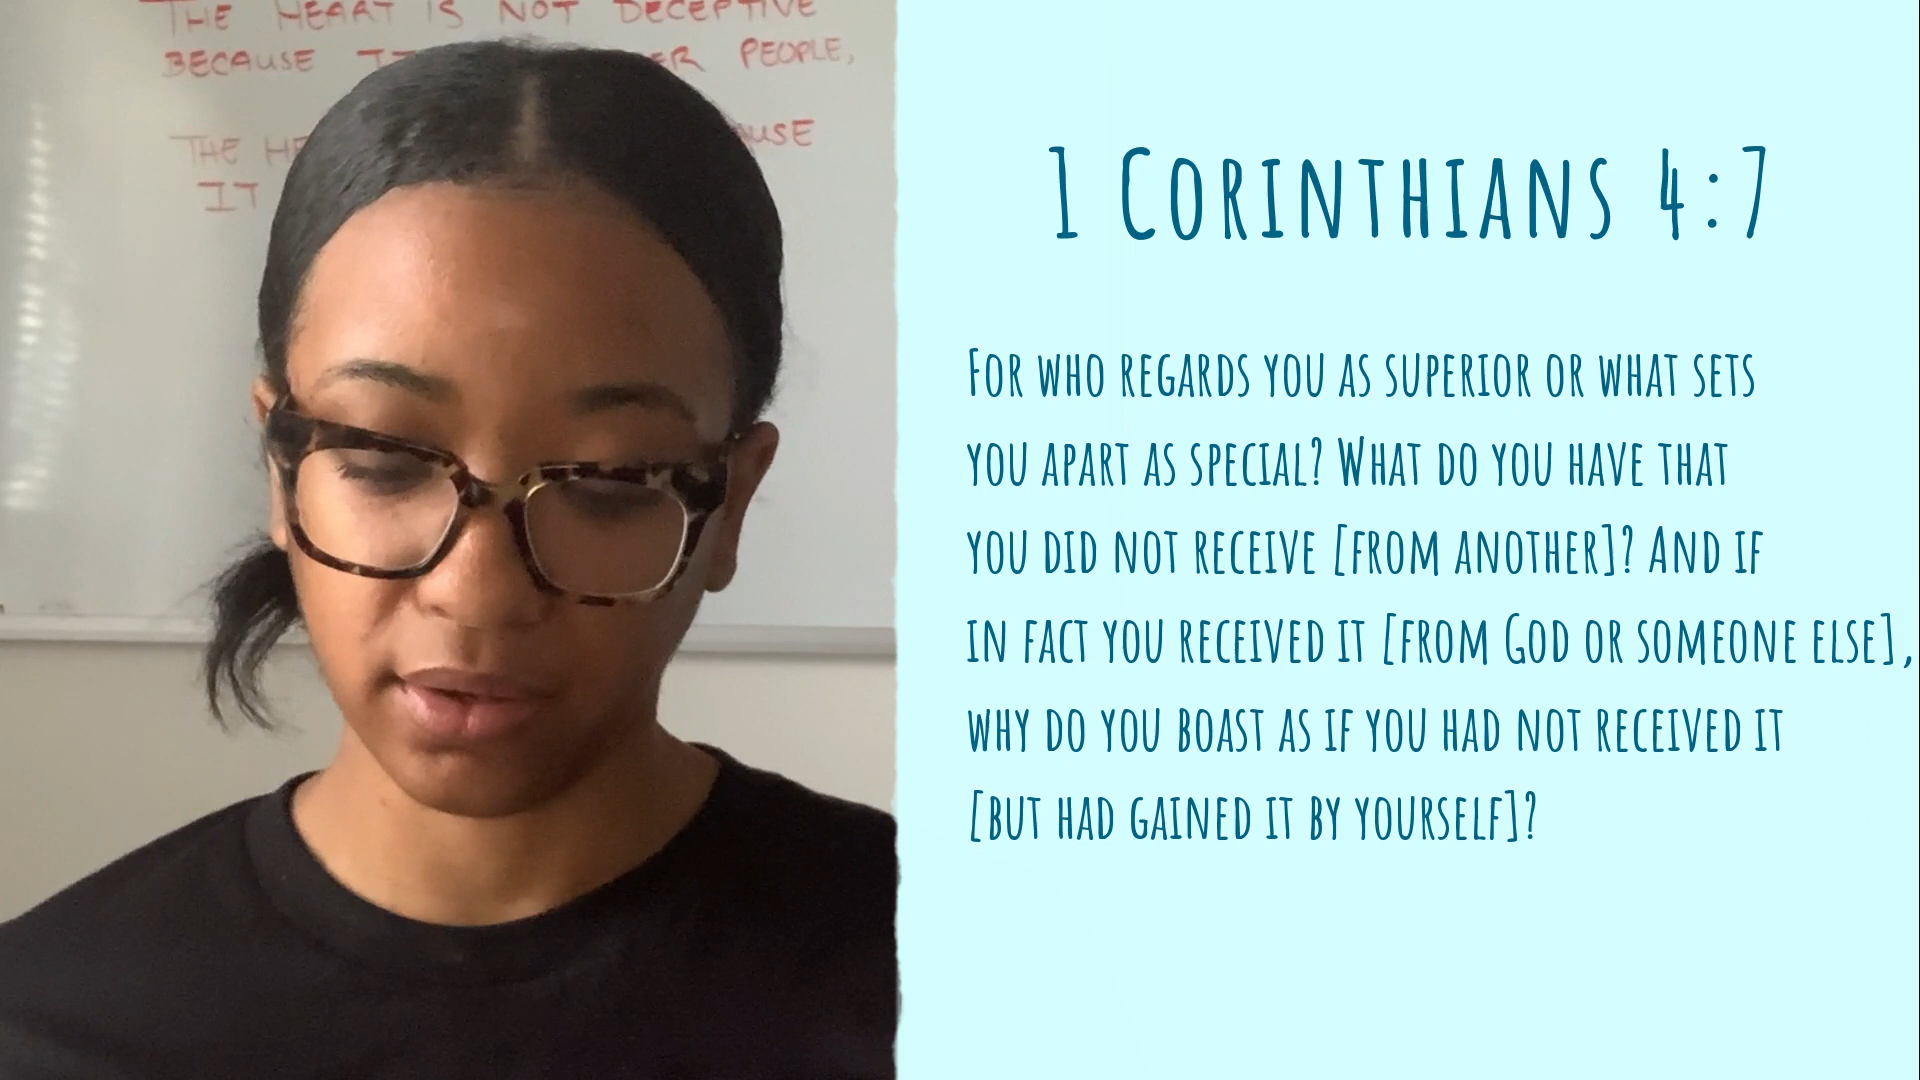 THE HEART IS NOT DECEPTIVE
BECAUSE PEOPLE,
THE
IT
1 Corinthians 4:7
For who regards you as superior or what sets
you apart as special? What do you have that
you did not receive [from another]? And if
in fact you received it [from God or someone else],
why do you boast as if you had not received it
[but had gained it by yourself]?